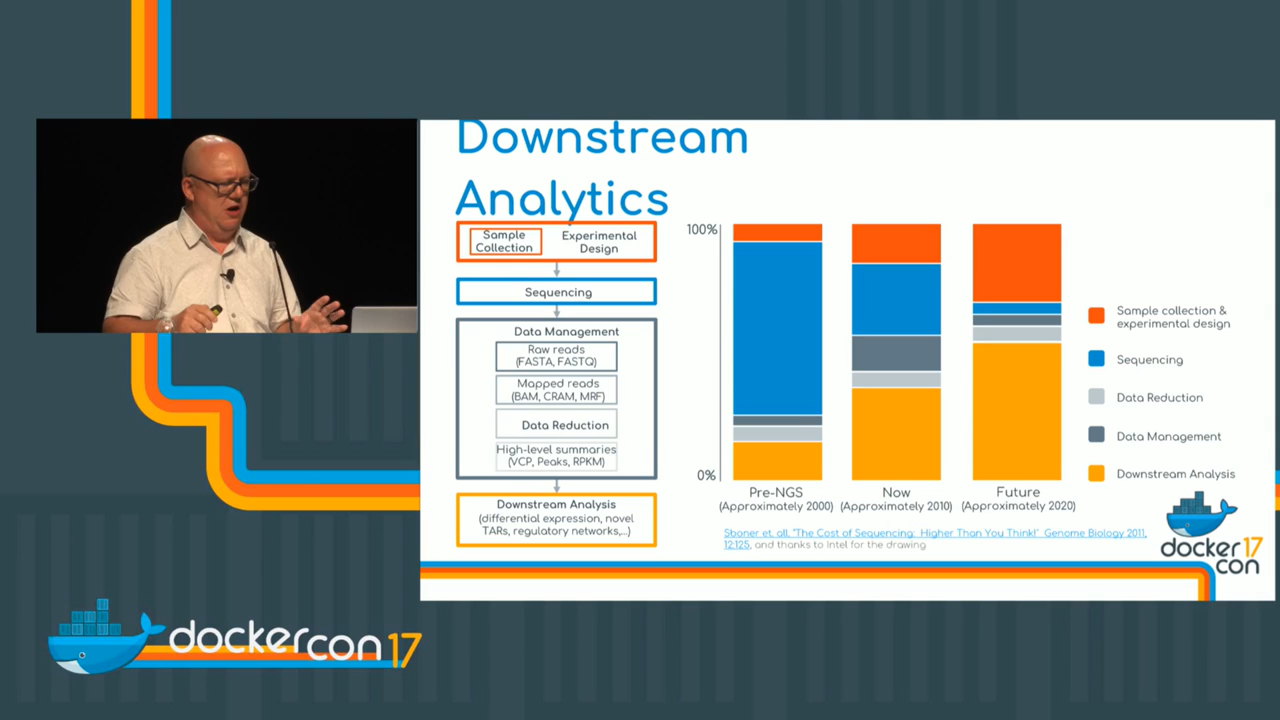 Downstream
Analytics
Sample
Collection
Experimental
Design
Sequencing
Data Management
Raw reads
(FASTA, FASTQ)
Mapped reads
(BAM, CRAM, MRF)
Data Reduction
High-level summaries
(VCP, Peaks, RPKM)
Downstream Analysis
(differential expression, novel
TARs, regulatory networks,...)
100%
0%
Pre-NGS
(Approximately 2000)
Now
(Approximately 2010)
Future
(Approximately 2020)
Sample collection &
experimental design
Sequencing
Data Reduction
Data Management
Downstream Analysis
Sboner et. all. "The Cost of Sequencing: Higher Than You Think!" Genome Biology 2011,
12:125, and thanks to Intel for the drawing
docker 17
con
dockercon 17